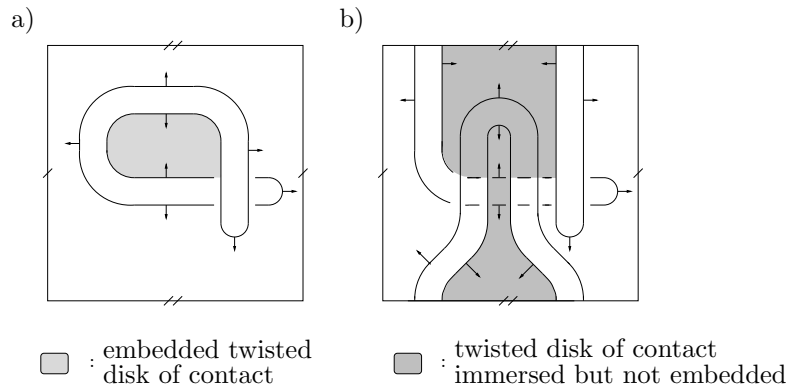 a)
b)
: embedded twisted
disk of contact
: twisted disk of contact
immersed but not embedded